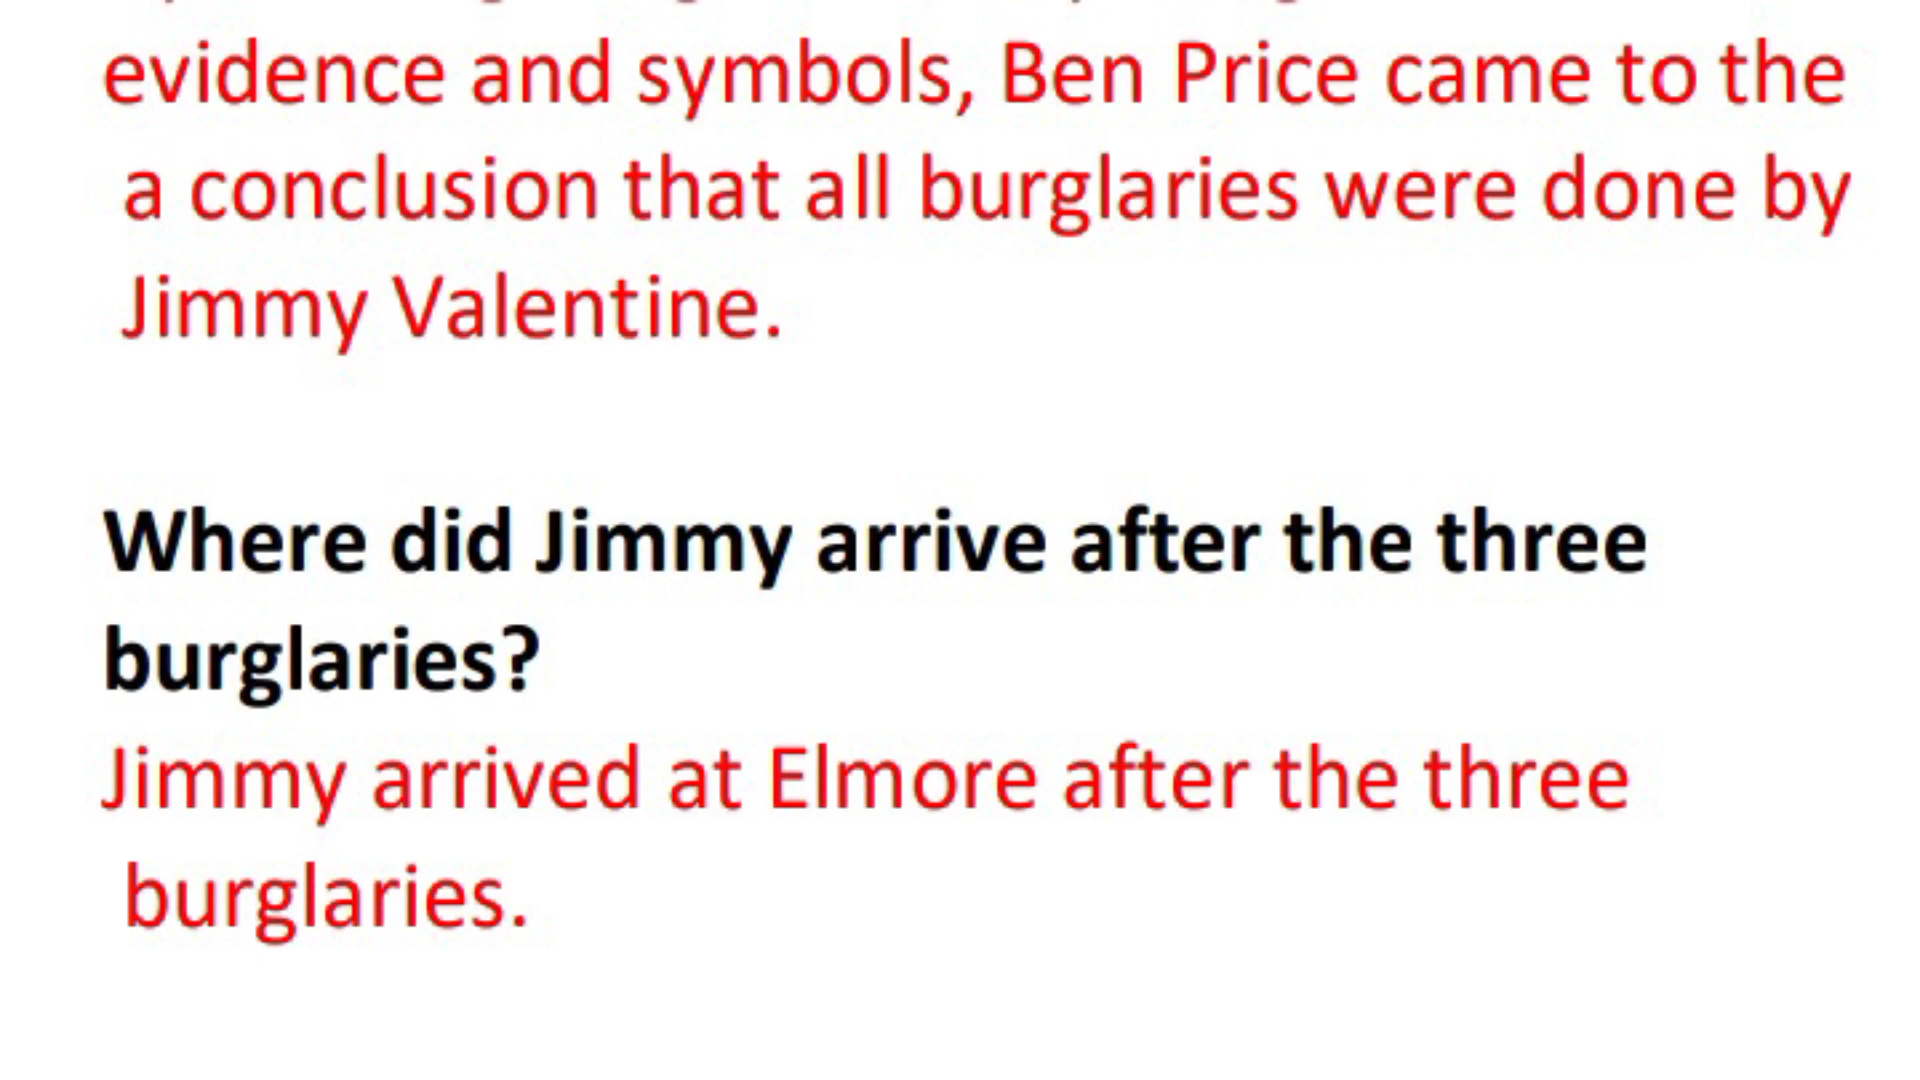 evidence and symbols, Ben Price came to the
a conclusion that all burglaries were done by
Jimmy Valentine.
Where did Jimmy arrive after the three
burglaries?
Jimmy arrived at Elmore after the three
burglaries.